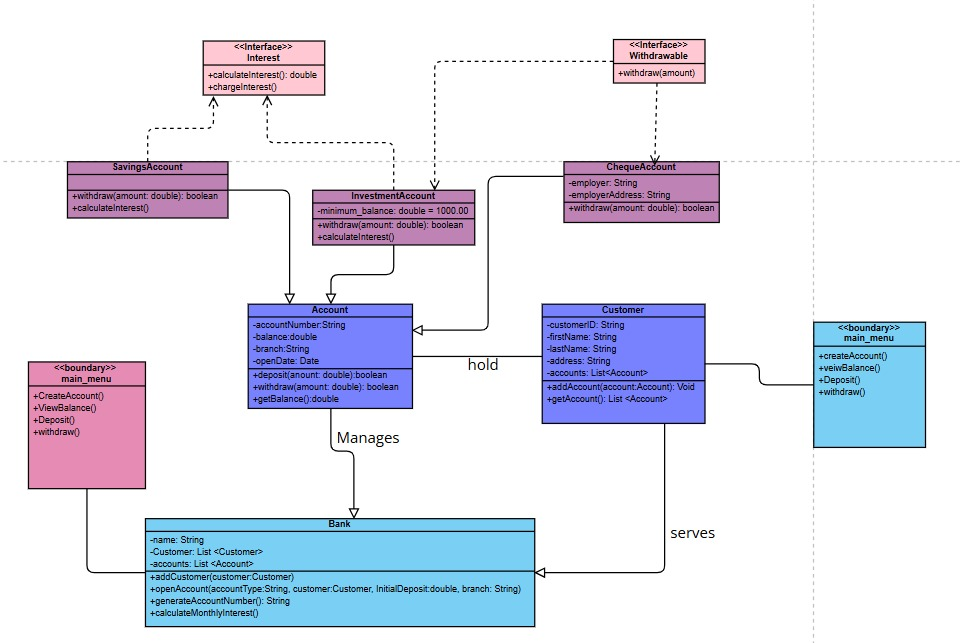 <<Interface>>
Interest
+calculateInterest(): double
+chargeInterest()
<<Interface>>
Withdrawable
+withdraw(amount)
SavingsAccount
+withdraw(amount: double): boolean
+calculateInterest()
InvestmentAccount
-minimum_balance: double = 1000.00
+withdraw(amount: double): boolean
+calculateInterest()
ChequeAccount
-employer: String
-employerAddress: String
+withdraw(amount: double): boolean
Account
-accountNumber:String
-balance:double
-branch:String
-openDate: Date
+deposit(anount: double):boolean
+withdraw(amount: double): boolean
+getBalance():double
hold
Customer
-customerID: String
-firstName: String
-lastName: String
-address: String
-accounts: List<Account>
+addAccount(account:Account): Void
+getAccount(): List <Account>
<<boundary>>
main_menu
+createAccount()
+veiwBalance()
+Deposit()
+withdraw()
<<boundary>>
main_menu
+CreateAccount()
+ViewBalance()
+Deposit()
+withdraw()
Manages
serves
Bank
-name: String
-Customer: List <Customer>
-accounts: List <Account>
+addCustomer(customer:Customer)
+openAccount(accountType:String, customer:Customer, InitialDeposit:double, branch: String)
+generateAccountNumber(): String
+calculateMonthlyInterest()